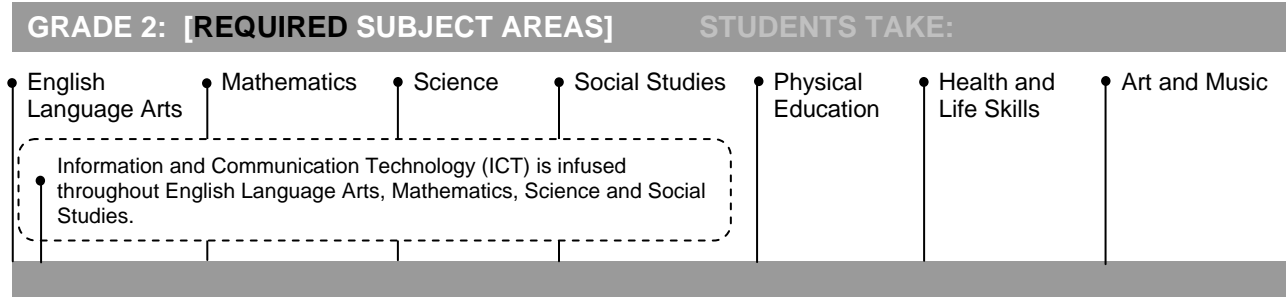 GRADE 2: [REQUIRED SUBJECT AREAS] STUDENTS TAKE:
English
Language Arts
Mathematics
Science
Social Studies
Physical
Education
Health and
Life Skills
Art and Music
Information and Communication Technology (ICT) is infused
throughout English Language Arts, Mathematics, Science and Social
Studies.